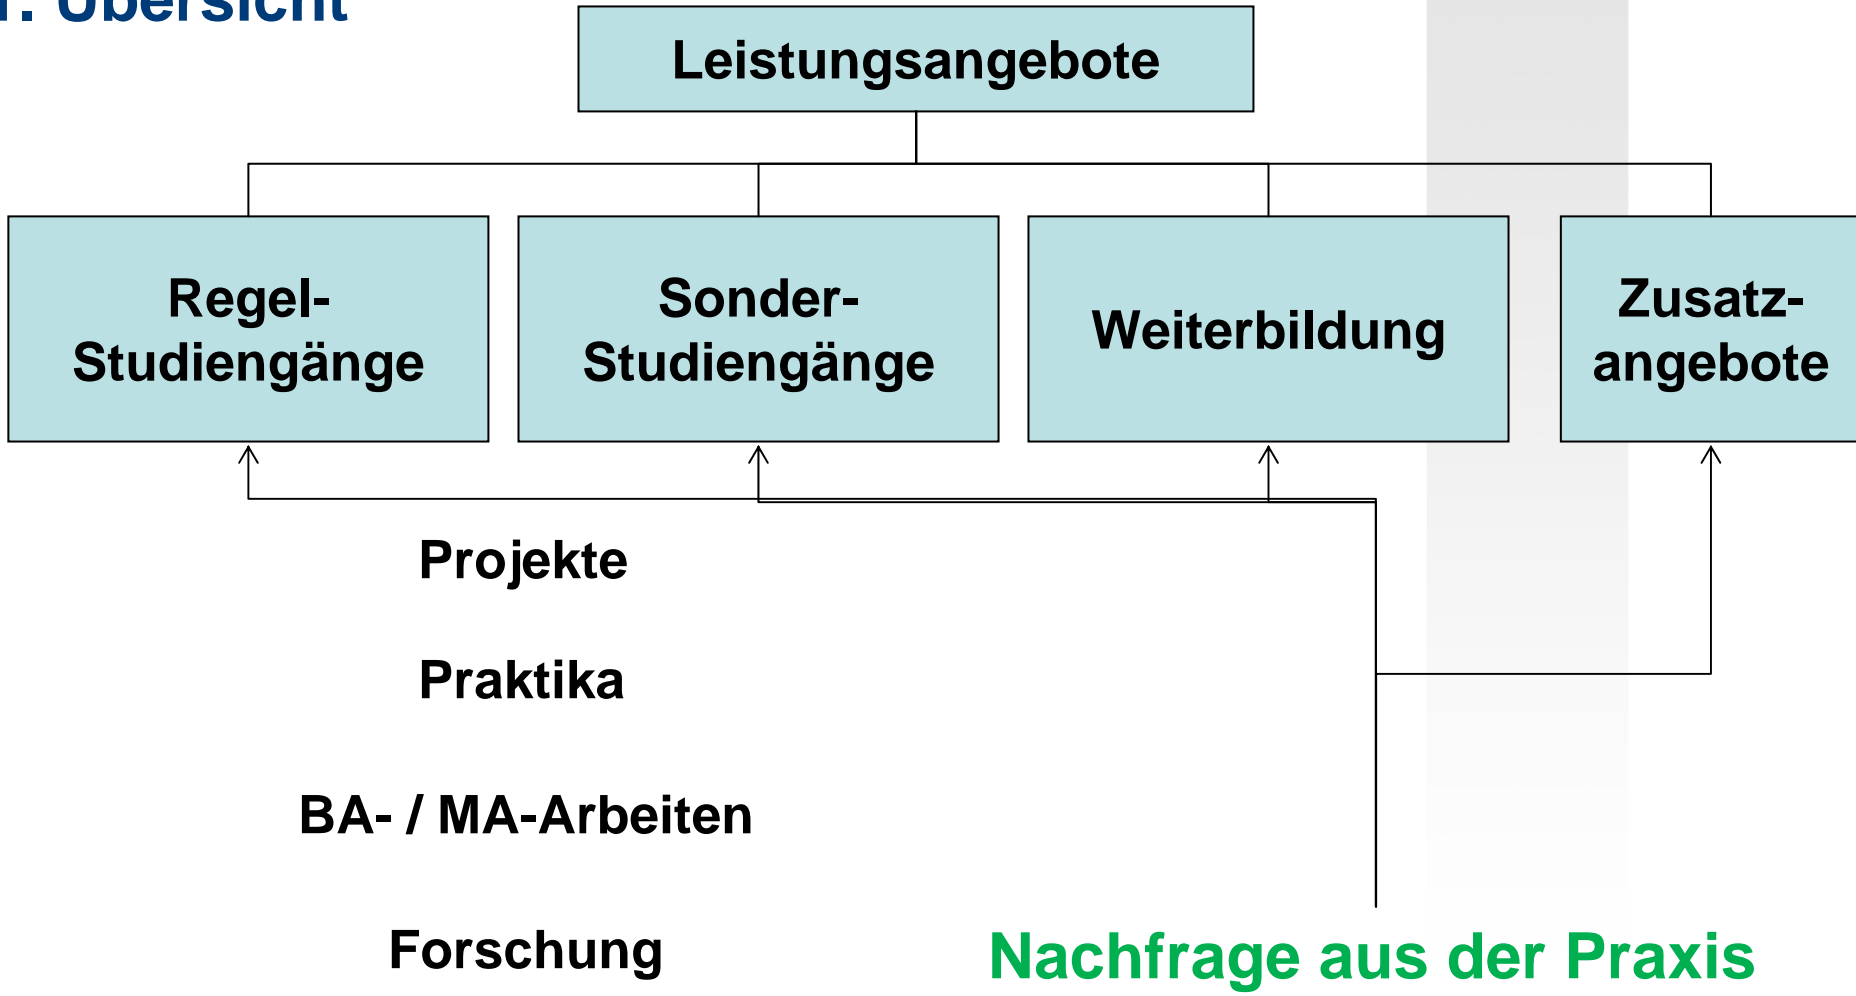 1. Übersicht
Leistungsangebote
Regel-
Studiengänge
Sonder-
Studiengänge
Weiterbildung
Zusatz-
angebote
Projekte
Praktika
BA- / MA-Arbeiten
Forschung
Nachfrage aus der Praxis